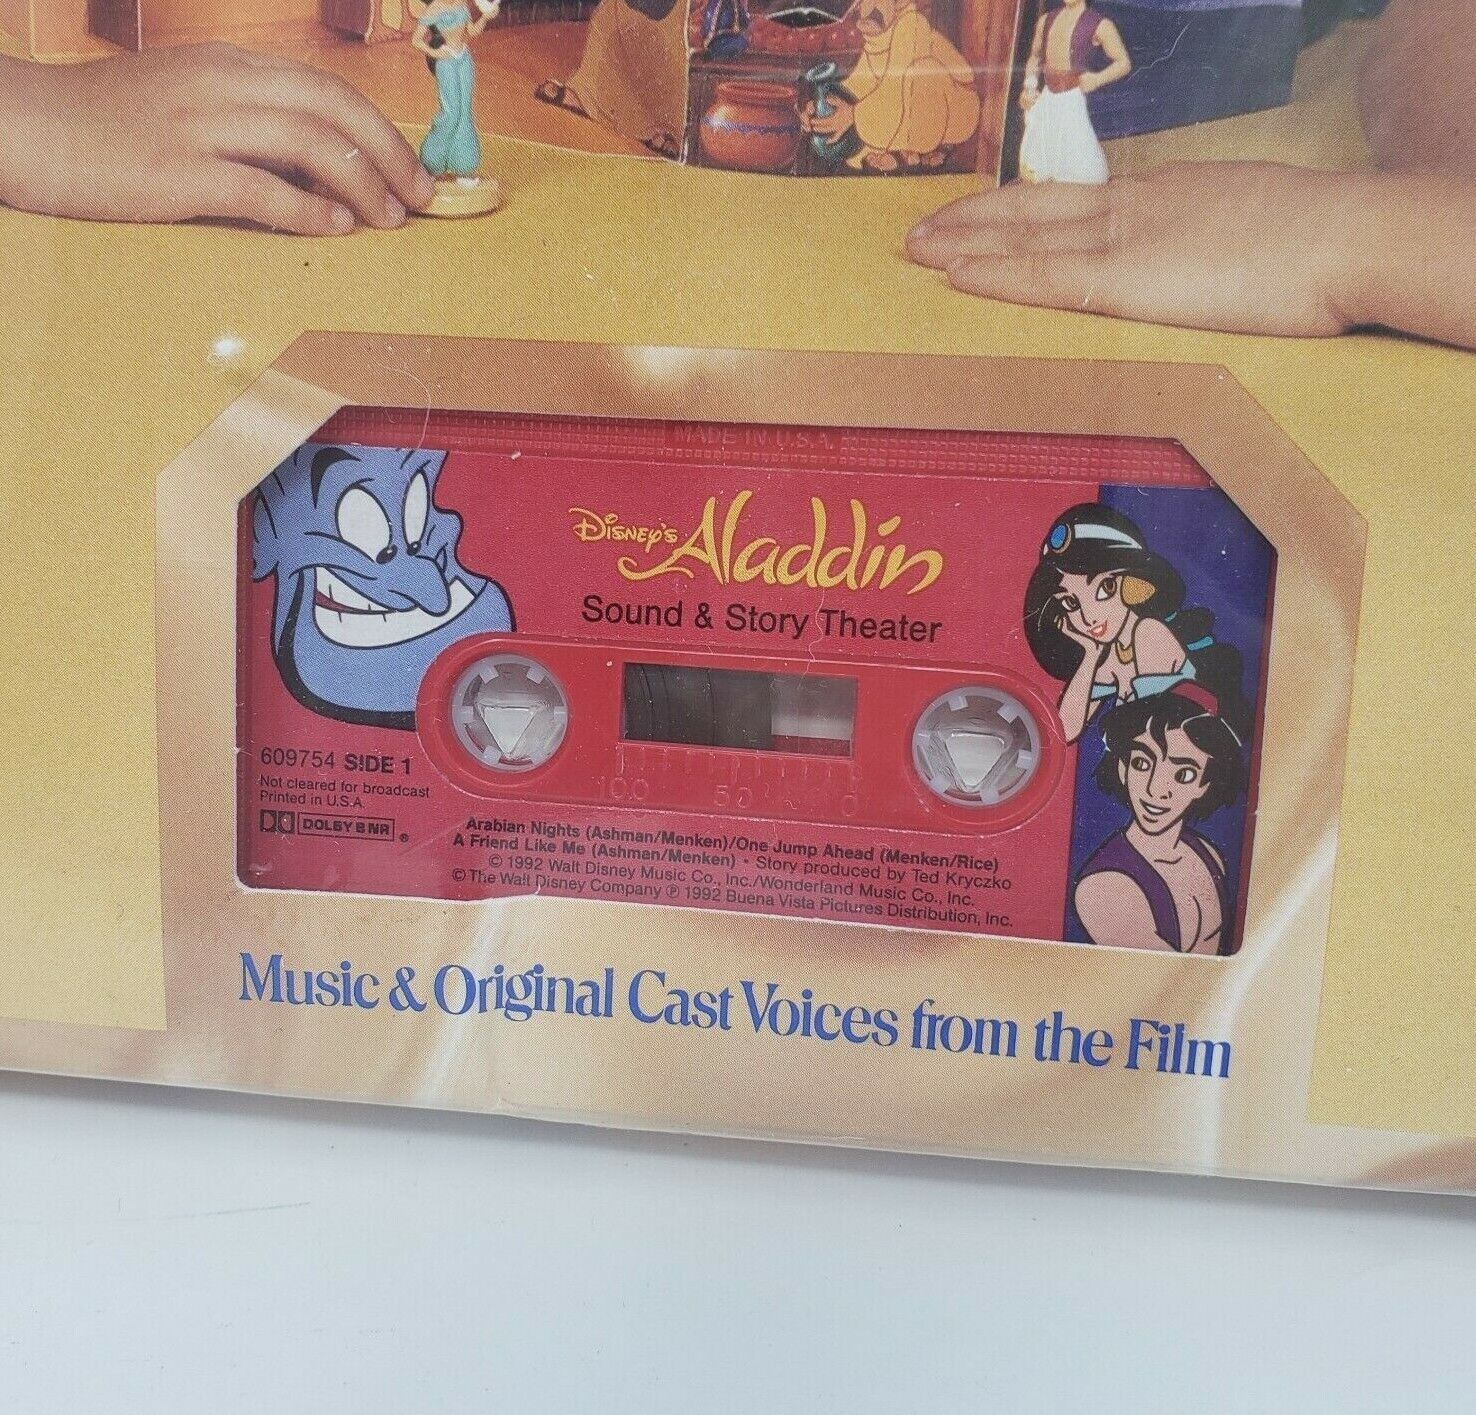 MADE IN U.S.A.
Disney's Aladdin
Sound & Story Theater
609754 SIDE 1
Not cleared for broadcast
Printed in U.S.A.
DOLBY B NR ®
100 50 0
Arabian Nights (Ashman/Menken)/One Jump Ahead (Menken/Rice)
A Friend Like Me (Ashman/Menken) • Story produced by Ted Kryczko
© 1992 Walt Disney Music Co., Inc./Wonderland Music Co., Inc.
© The Walt Disney Company ℗ 1992 Buena Vista Pictures Distribution, Inc.
Music & Original Cast Voices from the Film